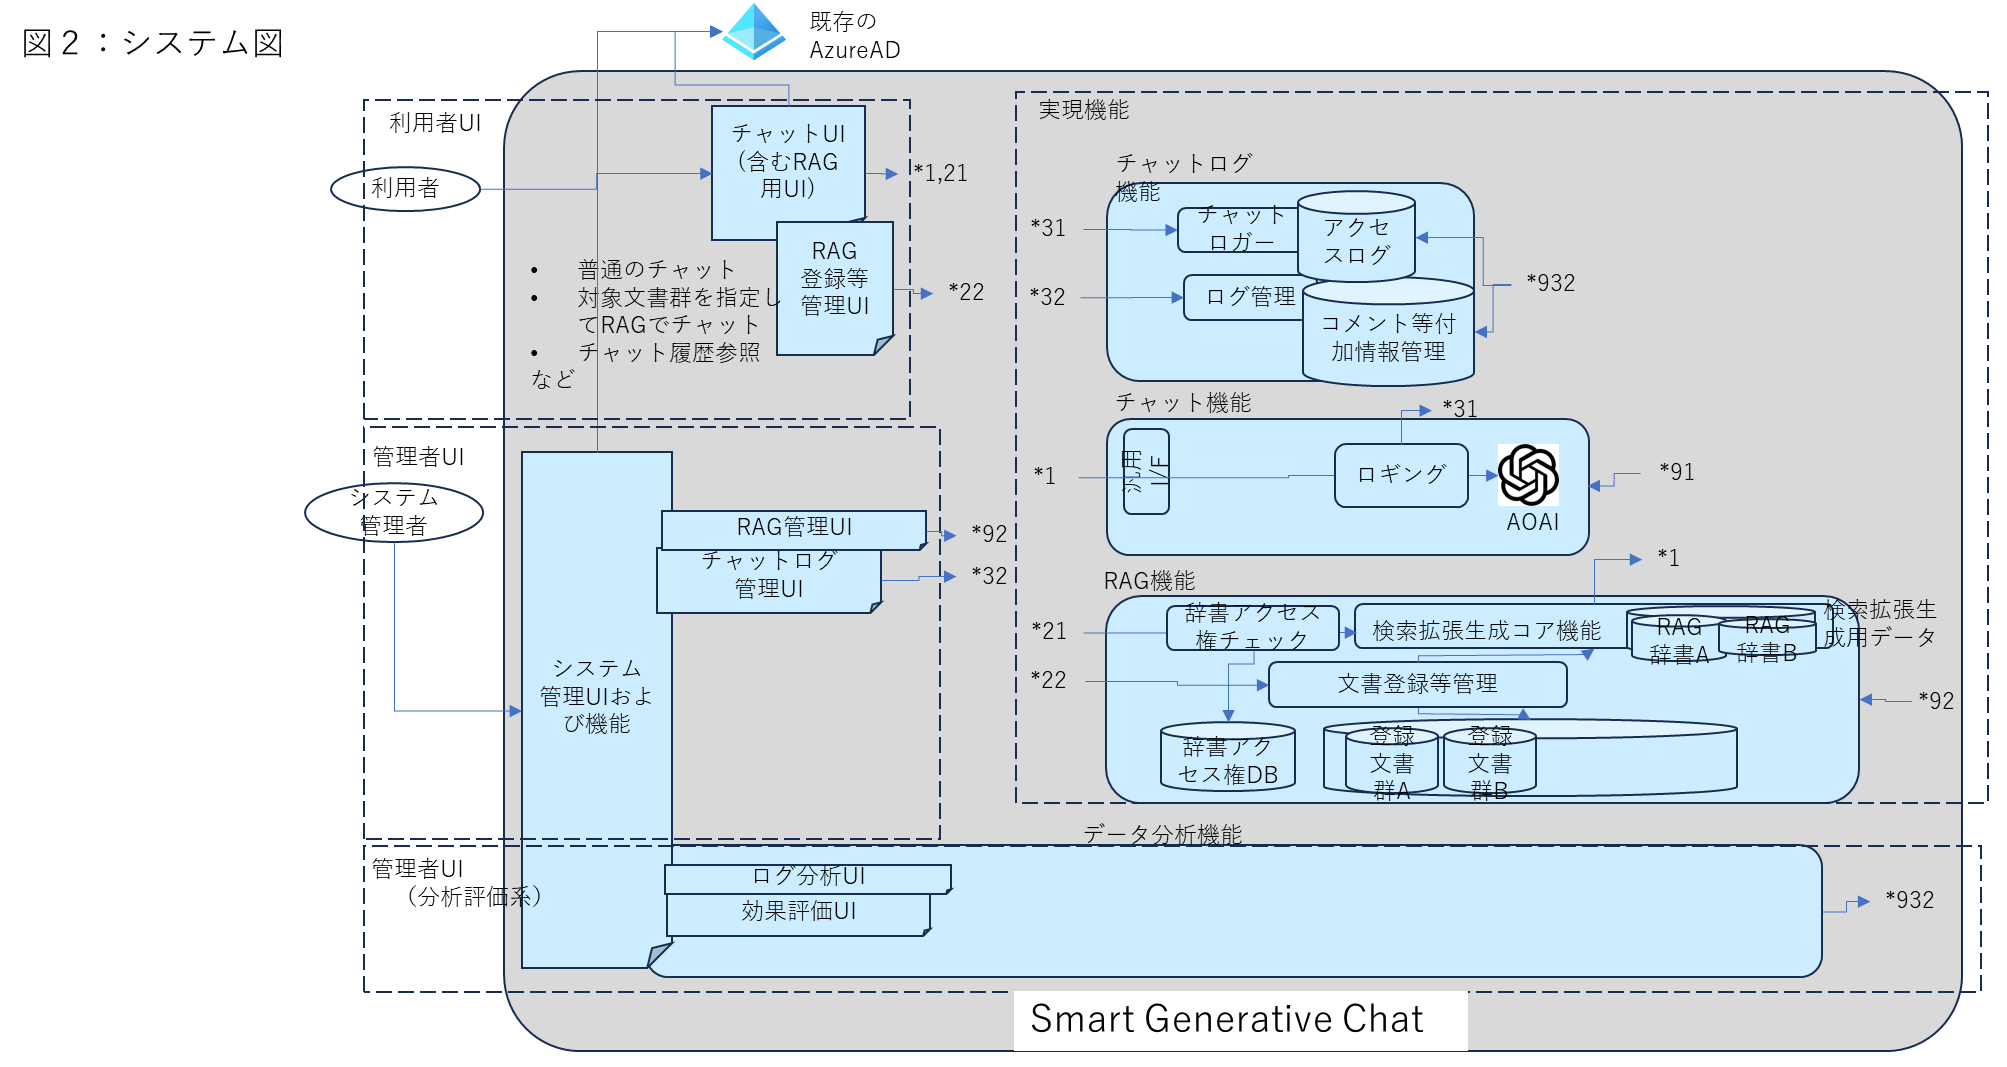 図２：システム図
既存の
AzureAD
利用者UI
利用者
チャットUI
（含むRAG
用UI）
*1,21
RAG
登録等
管理UI
*22
• 普通のチャット
• 対象文書群を指定し
てRAGでチャット
• チャット履歴参照
など
管理者UI
システム
管理者
RAG管理UI
*92
チャットログ
管理UI
*32
システム
管理UIおよ
び機能
管理者UI
（分析評価系）
ログ分析UI
効果評価UI
実現機能
チャットログ
機能
*31
チャット
ロガー
アクセ
スログ
*32
ログ管理
コメント等付
加情報管理
*932
チャット機能
*31
*1
汎用
I/F
ロギング
AOAI
*91
*1
RAG機能
*21
辞書アクセス
権チェック
検索拡張生成コア機能
RAG
辞書A
RAG
辞書B
検索拡張生
成用データ
*22
文書登録等管理
*92
辞書アク
セス権DB
登録
文書
群A
登録
文書
群B
データ分析機能
*932
Smart Generative Chat